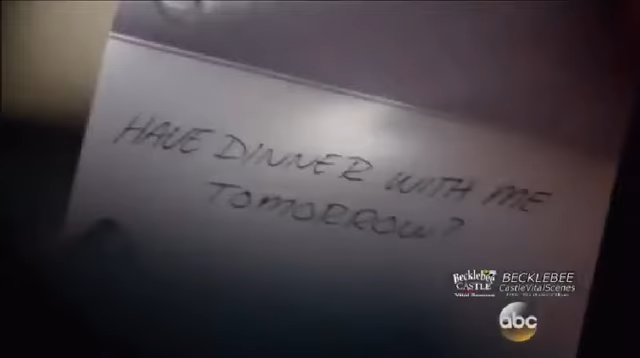 HAVE DINNER WITH ME
TOMORROW?
Becklebee
CASTLE
BECKLEBEE
CastleVitalScenes
abc